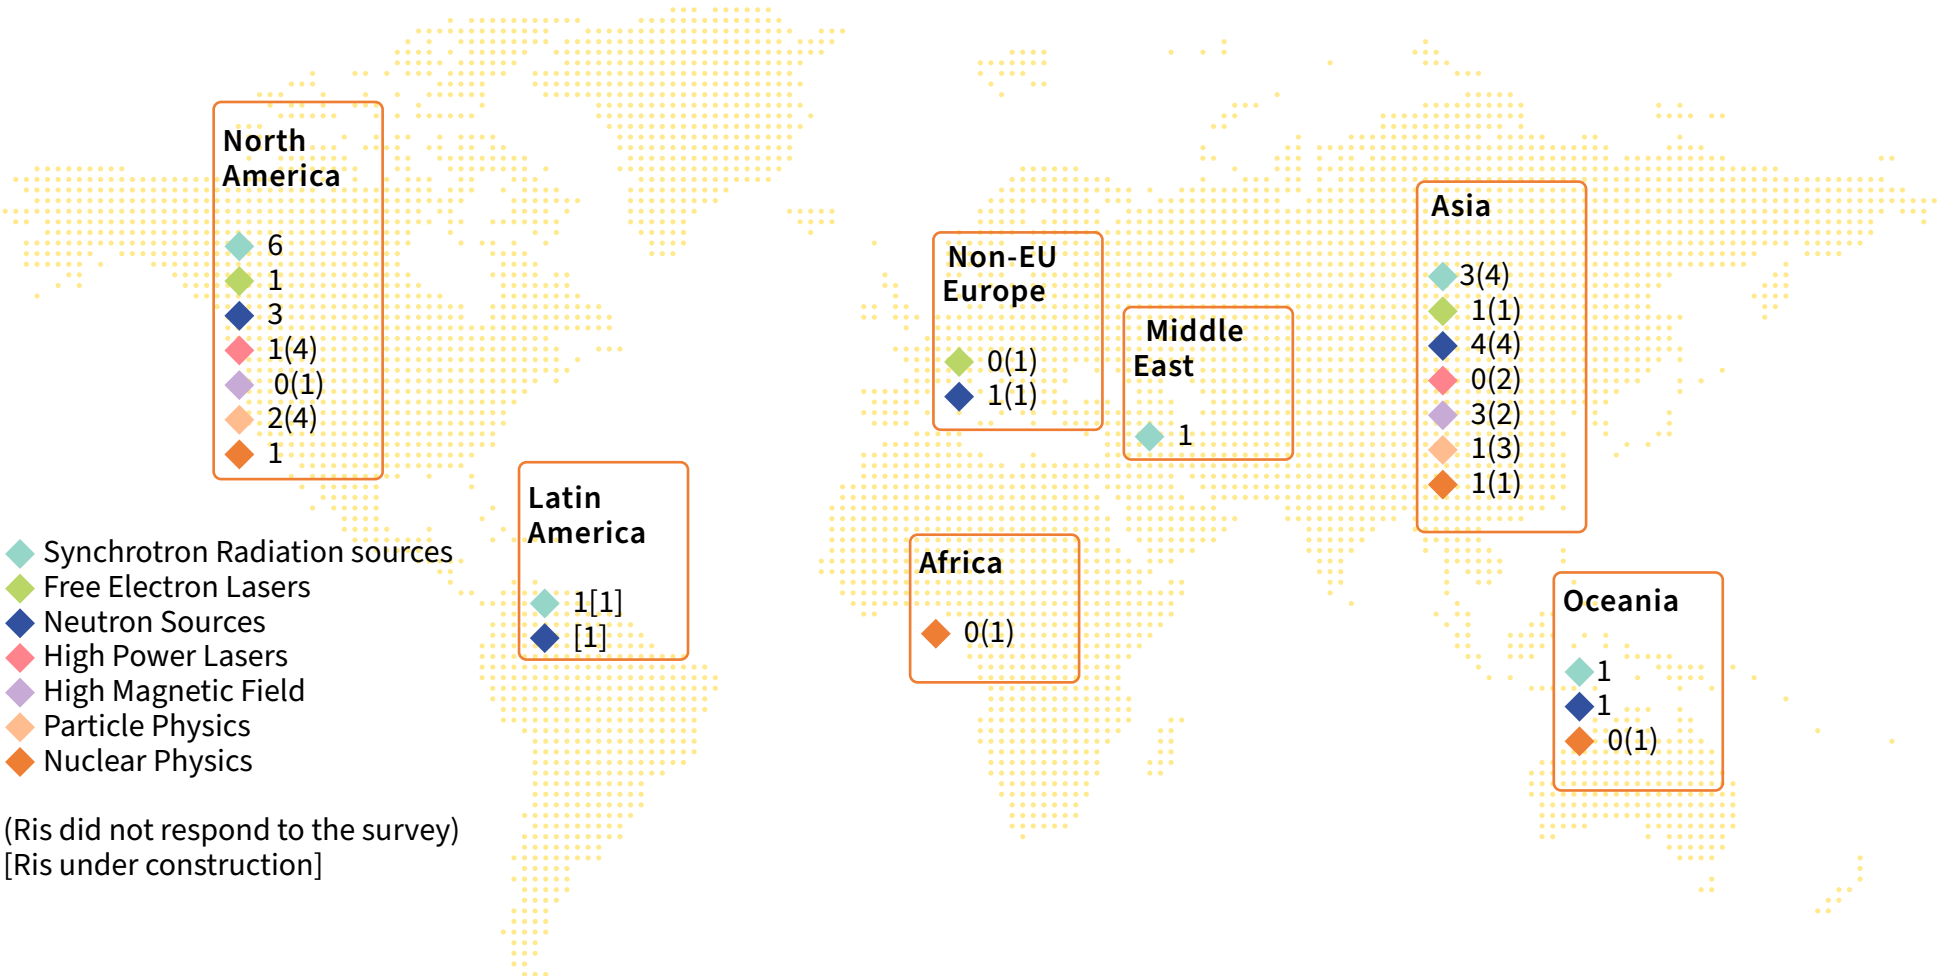 North
America
6
1
3
1(4)
0(1)
2(4)
1
Latin
America
1[1]
[1]
Non-EU
Europe
0(1)
1(1)
Middle
East
1
Africa
0(1)
Asia
3(4)
1(1)
4(4)
0(2)
3(2)
1(3)
1(1)
Oceania
1
1
0(1)
Synchrotron Radiation sources
Free Electron Lasers
Neutron Sources
High Power Lasers
High Magnetic Field
Particle Physics
Nuclear Physics
(Ris did not respond to the survey)
[Ris under construction]